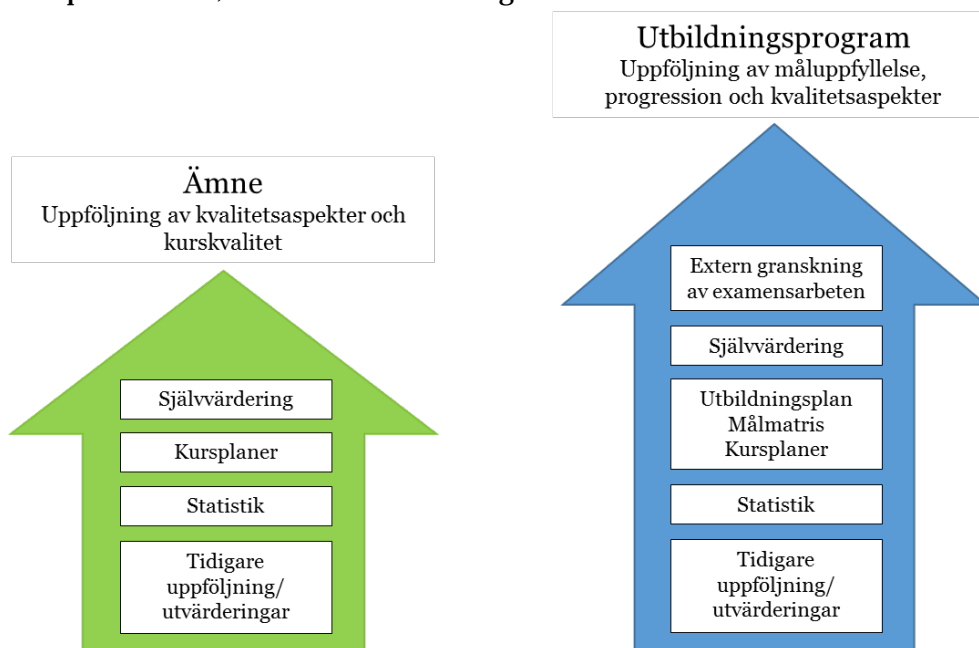 Ämne
Uppföljning av kvalitetsaspekter och
kurskvalitet
Självvärdering
Kursplaner
Statistik
Tidigare
uppföljning/
utvärderingar
Utbildningsprogram
Uppföljning av måluppfyllelse,
progression och kvalitetsaspekter
Extern granskning
av examensarbeten
Självvärdering
Utbildningsplan
Målmatris
Kursplaner
Statistik
Tidigare
uppföljning/
utvärderingar